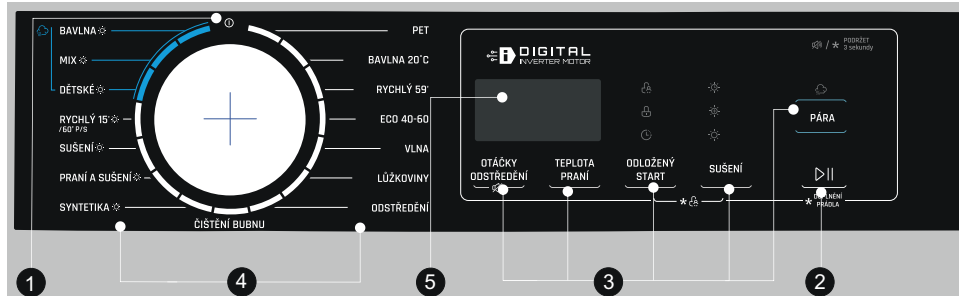 BAVLNA
MIX
DĚTSKÉ
RYCHLÝ 15'
/60' P/S
SUŠENÍ
PRANÍ A SUŠENÍ
SYNTETIKA
ČIŠTĚNÍ BUBNU
PET
BAVLNA 20°C
RYCHLÝ 59'
ECO 40-60
VLNA
LŮŽKOVINY
ODSTŘEDĚNÍ
DIGITAL
INVERTER MOTOR
/ * PODRŽET
3 sekundy
OTÁČKY
ODSTŘEDĚNÍ
TEPLOTA
PRANÍ
ODLOŽENÝ
START
SUŠENÍ
PÁRA
*
* DOPLNĚNÍ
PRÁDLA
1
4
5
3
2